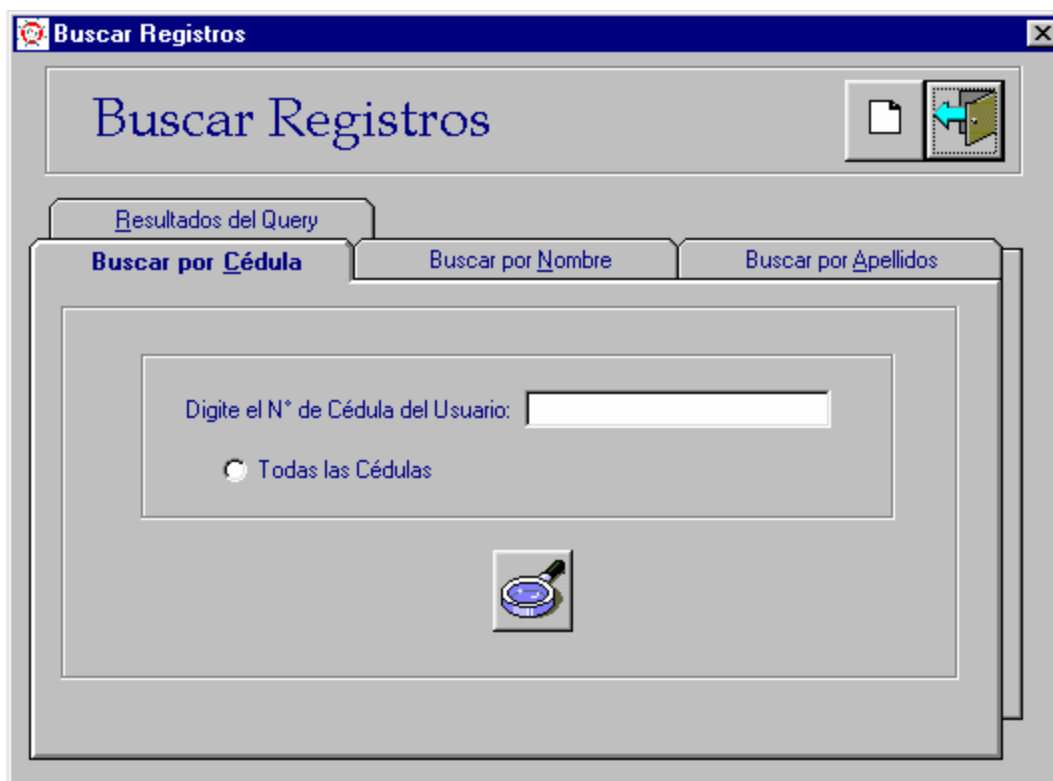 Buscar Registros
Buscar Registros
Resultados del Query
Buscar por Cédula
Buscar por Nombre
Buscar por Apellidos
Digite el N° de Cédula del Usuario:
Todas las Cédulas